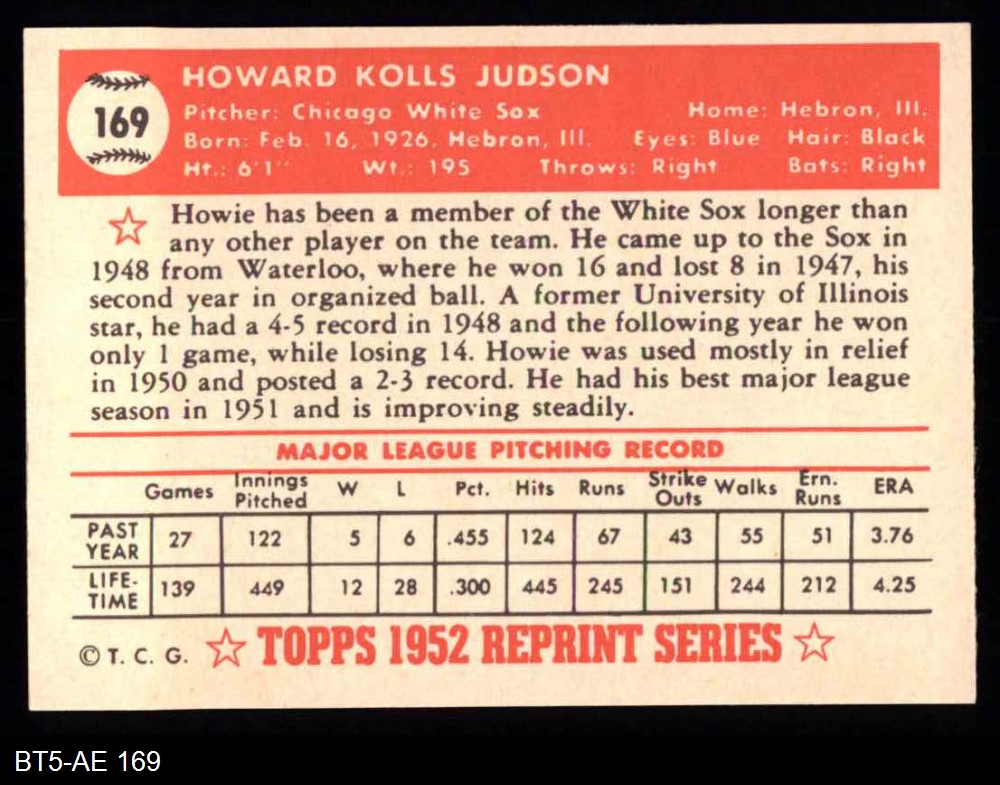 169
HOWARD KOLLS JUDSON
Pitcher: Chicago White Sox Home: Hebron, Ill.
Born: Feb. 16, 1926, Hebron, Ill. Eyes: Blue Hair: Black
Ht.: 6'1" Wt.: 195 Throws: Right Bats: Right
Howie has been a member of the White Sox longer than
any other player on the team. He came up to the Sox in
1948 from Waterloo, where he won 16 and lost 8 in 1947, his
second year in organized ball. A former University of Illinois
star, he had a 4-5 record in 1948 and the following year he won
only 1 game, while losing 14. Howie was used mostly in relief
in 1950 and posted a 2-3 record. He had his best major league
season in 1951 and is improving steadily.
MAJOR LEAGUE PITCHING RECORD
Games Innings Pitched W L Pct. Hits Runs Strike Outs Walks Ern. Runs ERA
PAST YEAR 27 122 5 6 .455 124 67 43 55 51 3.76
LIFE-TIME 139 449 12 28 .300 445 245 151 244 212 4.25
© T. C. G. ☆ TOPPS 1952 REPRINT SERIES ☆
BT5-AE 169